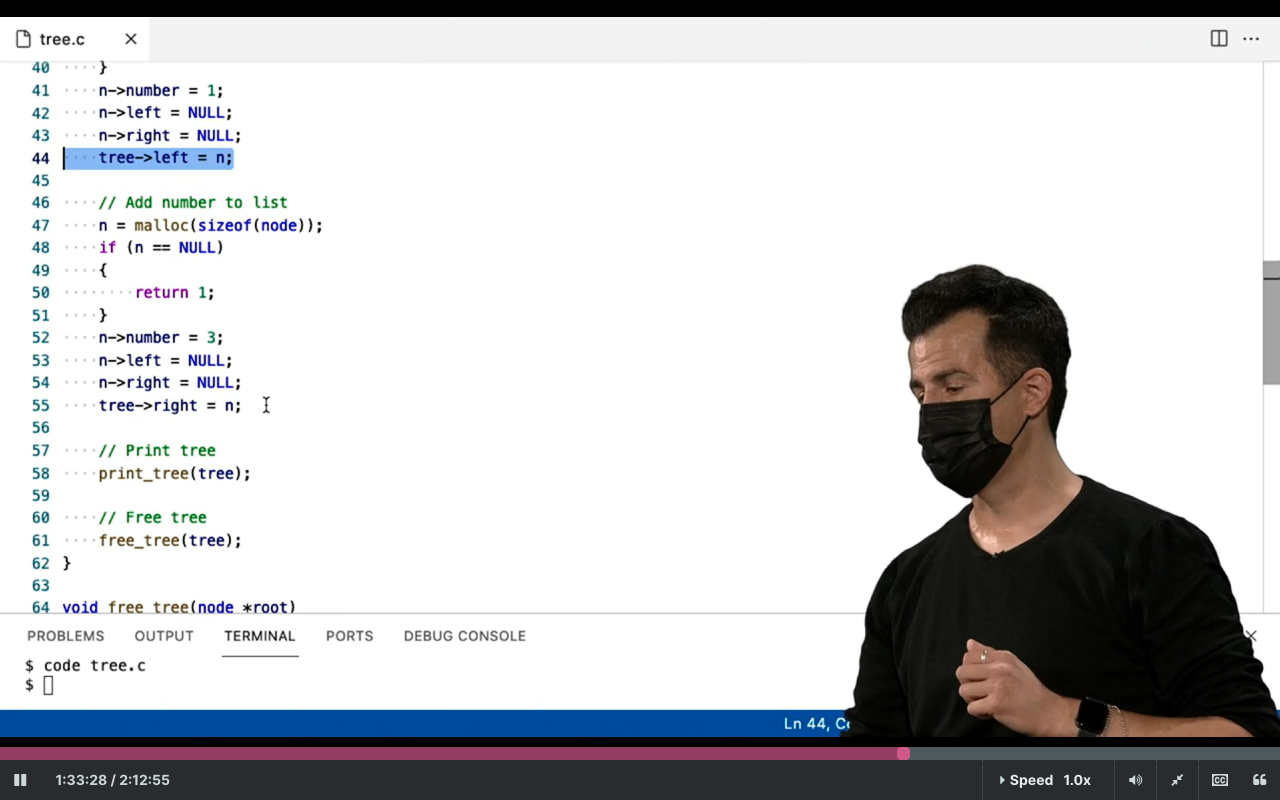 tree.c
40 ····}
41 ····n->number = 1;
42 ····n->left = NULL;
43 ····n->right = NULL;
44 ····tree->left = n;
45
46 ····// Add number to list
47 ····n = malloc(sizeof(node));
48 ····if (n == NULL)
49 ····{
50 ········return 1;
51 ····}
52 ····n->number = 3;
53 ····n->left = NULL;
54 ····n->right = NULL;
55 ····tree->right = n;
56
57 ····// Print tree
58 ····print_tree(tree);
59
60 ····// Free tree
61 ····free_tree(tree);
62 }
63
64 void free_tree(node *root)
PROBLEMS OUTPUT TERMINAL PORTS DEBUG CONSOLE
$ code tree.c
$
Ln 44,
1:33:28 / 2:12:55 Speed 1.0x CC